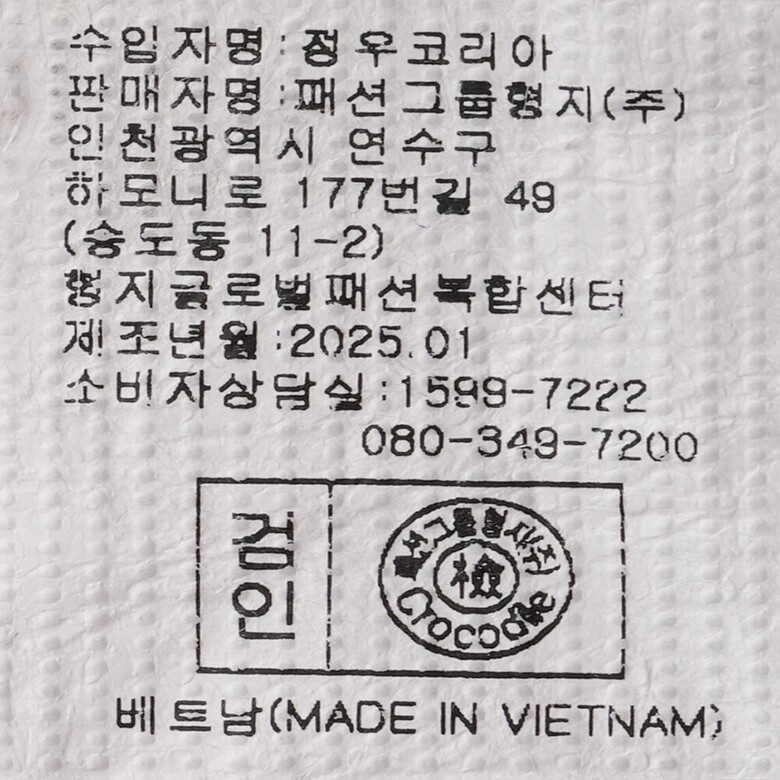 수입자명:정우코리아
판매자명:패션그룹형지(주)
인천광역시 연수구
하모니로 177번길 49
(송도동 11-2)
형지글로벌패션복합센터
제조년월:2025.01
소비자상담실:1599-7222
080-349-7200
검인
패션그룹형지(주)
檢
Crocodile
베트남(MADE IN VIETNAM)